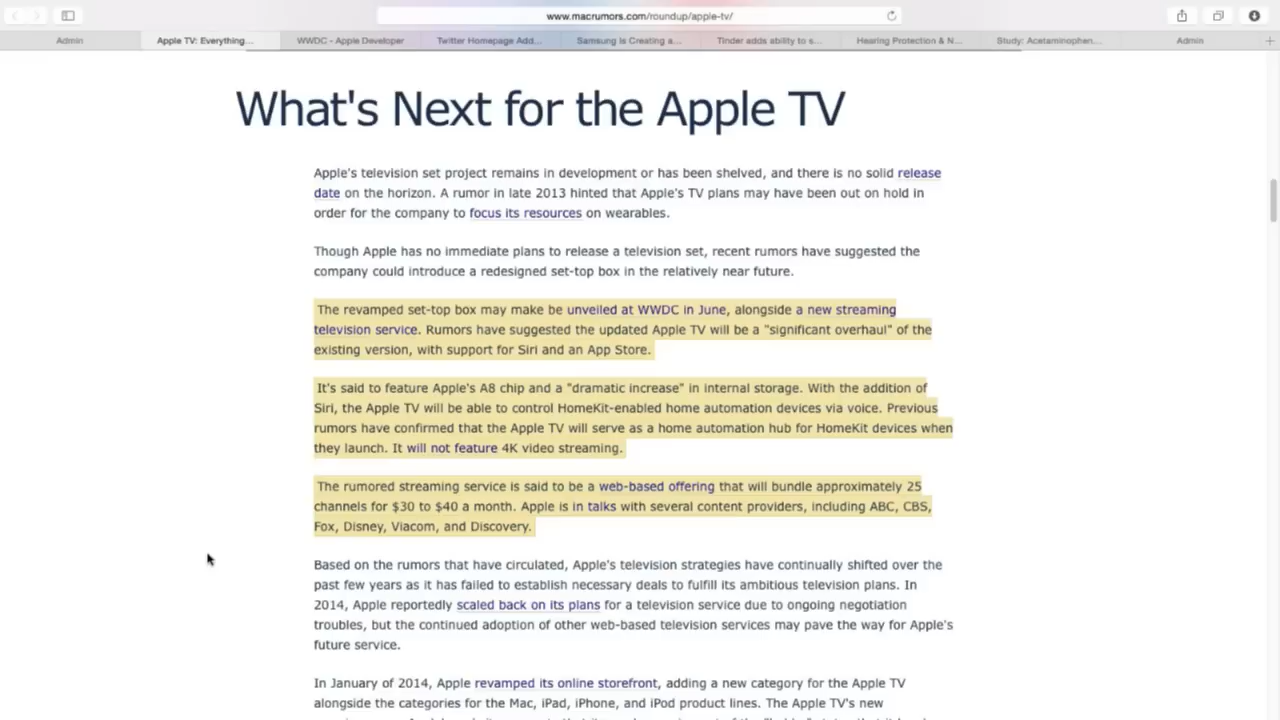 www.macrumors.com/roundup/apple-tv/
Admin
Apple TV: Everything...
WWDC - Apple Developer
Twitter Homepage Add...
Samsung Is Creating a...
Tinder adds ability to s...
Hearing Protection & N...
Study: Acetaminophen...
Admin
What's Next for the Apple TV
Apple's television set project remains in development or has been shelved, and there is no solid release
date on the horizon. A rumor in late 2013 hinted that Apple's TV plans may have been out on hold in
order for the company to focus its resources on wearables.
Though Apple has no immediate plans to release a television set, recent rumors have suggested the
company could introduce a redesigned set-top box in the relatively near future.
The revamped set-top box may make be unveiled at WWDC in June, alongside a new streaming
television service. Rumors have suggested the updated Apple TV will be a "significant overhaul" of the
existing version, with support for Siri and an App Store.
It's said to feature Apple's A8 chip and a "dramatic increase" in internal storage. With the addition of
Siri, the Apple TV will be able to control HomeKit-enabled home automation devices via voice. Previous
rumors have confirmed that the Apple TV will serve as a home automation hub for HomeKit devices when
they launch. It will not feature 4K video streaming.
The rumored streaming service is said to be a web-based offering that will bundle approximately 25
channels for $30 to $40 a month. Apple is in talks with several content providers, including ABC, CBS,
Fox, Disney, Viacom, and Discovery.
Based on the rumors that have circulated, Apple's television strategies have continually shifted over the
past few years as it has failed to establish necessary deals to fulfill its ambitious television plans. In
2014, Apple reportedly scaled back on its plans for a television service due to ongoing negotiation
troubles, but the continued adoption of other web-based television services may pave the way for Apple's
future service.
In January of 2014, Apple revamped its online storefront, adding a new category for the Apple TV
alongside the categories for the Mac, iPad, iPhone, and iPod product lines. The Apple TV's new